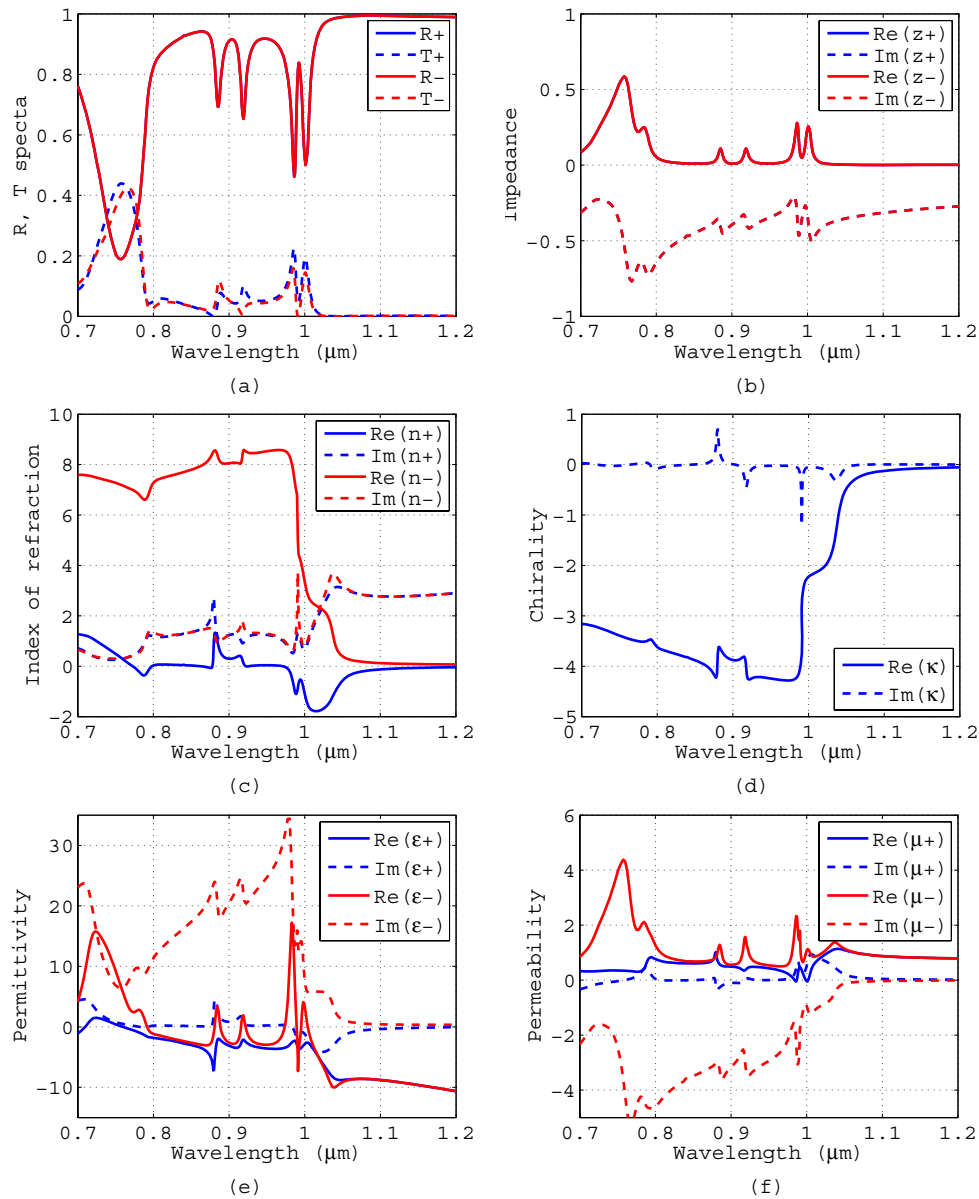 R, T specta
1
0.8
0.6
0.4
0.2
0
R+
T+
R-
T-
0.7 0.8 0.9 1 1.1 1.2
Wavelength (μm)
(a)
Impedance
1
0.5
0
-0.5
-1
Re(z+)
Im(z+)
Re(z-)
Im(z-)
0.7 0.8 0.9 1 1.1 1.2
Wavelength (μm)
(b)
Index of refraction
10
8
6
4
2
0
-2
Re(n+)
Im(n+)
Re(n-)
Im(n-)
0.7 0.8 0.9 1 1.1 1.2
Wavelength (μm)
(c)
Chirality
1
0
-1
-2
-3
-4
-5
Re(κ)
Im(κ)
0.7 0.8 0.9 1 1.1 1.2
Wavelength (μm)
(d)
Permittivity
30
20
10
0
-10
Re(ε+)
Im(ε+)
Re(ε-)
Im(ε-)
0.7 0.8 0.9 1 1.1 1.2
Wavelength (μm)
(e)
Permeability
6
4
2
0
-2
-4
Re(μ+)
Im(μ+)
Re(μ-)
Im(μ-)
0.7 0.8 0.9 1 1.1 1.2
Wavelength (μm)
(f)